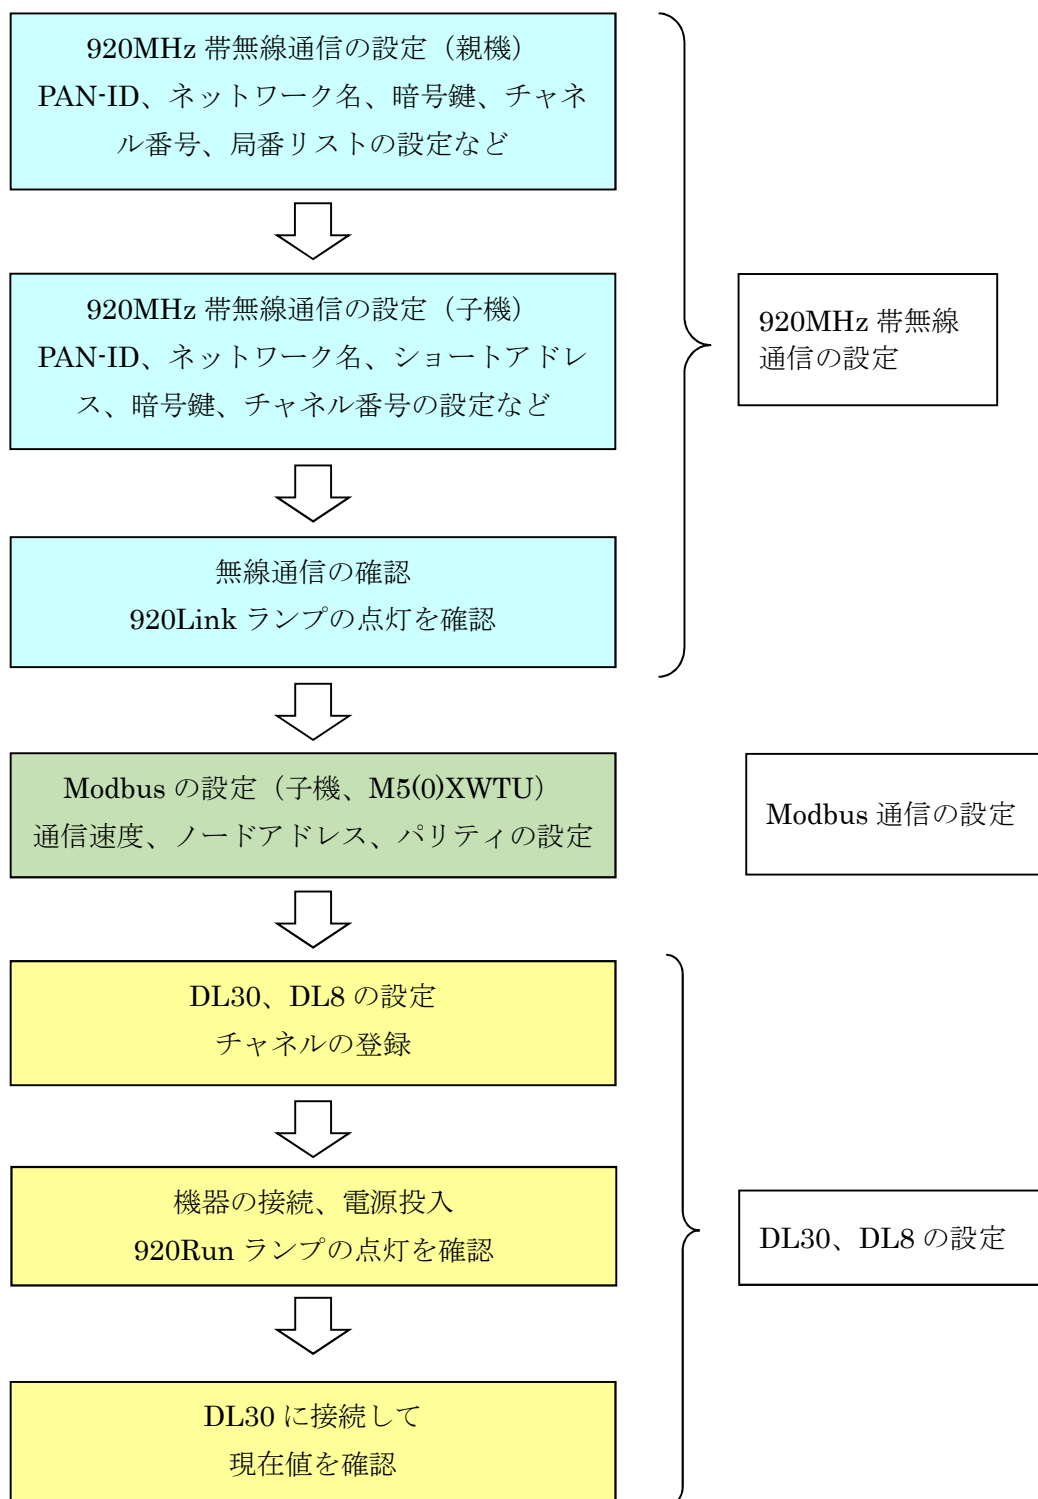 920MHz 帯無線通信の設定（親機）
PAN-ID、ネットワーク名、暗号鍵、チャネ
ル番号、局番リストの設定など
920MHz 帯無線通信の設定（子機）
PAN-ID、ネットワーク名、ショートアドレ
ス、暗号鍵、チャネル番号の設定など
920MHz 帯無線
通信の設定
無線通信の確認
920Link ランプの点灯を確認
Modbus の設定（子機、M5(0)XWTU）
通信速度、ノードアドレス、パリティの設定
Modbus 通信の設定
DL30、DL8 の設定
チャネルの登録
機器の接続、電源投入
920Run ランプの点灯を確認
DL30、DL8 の設定
DL30 に接続して
現在値を確認